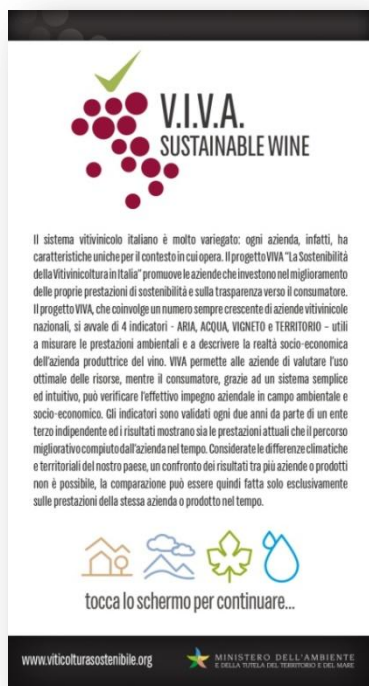 V.I.V.A.
SUSTAINABLE WINE
Il sistema vitivinicolo italiano è molto variegato: ogni azienda, infatti, ha
caratteristiche uniche per il contesto in cui opera. Il progetto VIVA "La Sostenibilità
della Vitivinicoltura in Italia" promuove le aziende che investono nel miglioramento
delle proprie prestazioni di sostenibilità e sulla trasparenza verso il consumatore.
Il progetto VIVA, che coinvolge un numero sempre crescente di aziende vitivinicole
nazionali, si avvale di 4 indicatori - ARIA, ACQUA, VIGNETO e TERRITORIO – utili
a misurare le prestazioni ambientali e a descrivere la realtà socio-economica
dell'azienda produttrice del vino. VIVA permette alle aziende di valutare l'uso
ottimale delle risorse, mentre il consumatore, grazie ad un sistema semplice
ed intuitivo, può verificare l'effettivo impegno aziendale in campo ambientale e
socio-economico. Gli indicatori sono validati ogni due anni da parte di un ente
terzo indipendente ed i risultati mostrano sia le prestazioni attuali che il percorso
migliorativo compiuto dall'azienda nel tempo. Considerate le differenze climatiche
e territoriali del nostro paese, un confronto dei risultati tra più aziende o prodotti
non è possibile, la comparazione può essere quindi fatta solo esclusivamente
sulle prestazioni della stessa azienda o prodotto nel tempo.
tocca lo schermo per continuare...
www.viticolturasostenibile.org
MINISTERO DELL'AMBIENTE
E DELLA TUTELA DEL TERRITORIO E DEL MARE